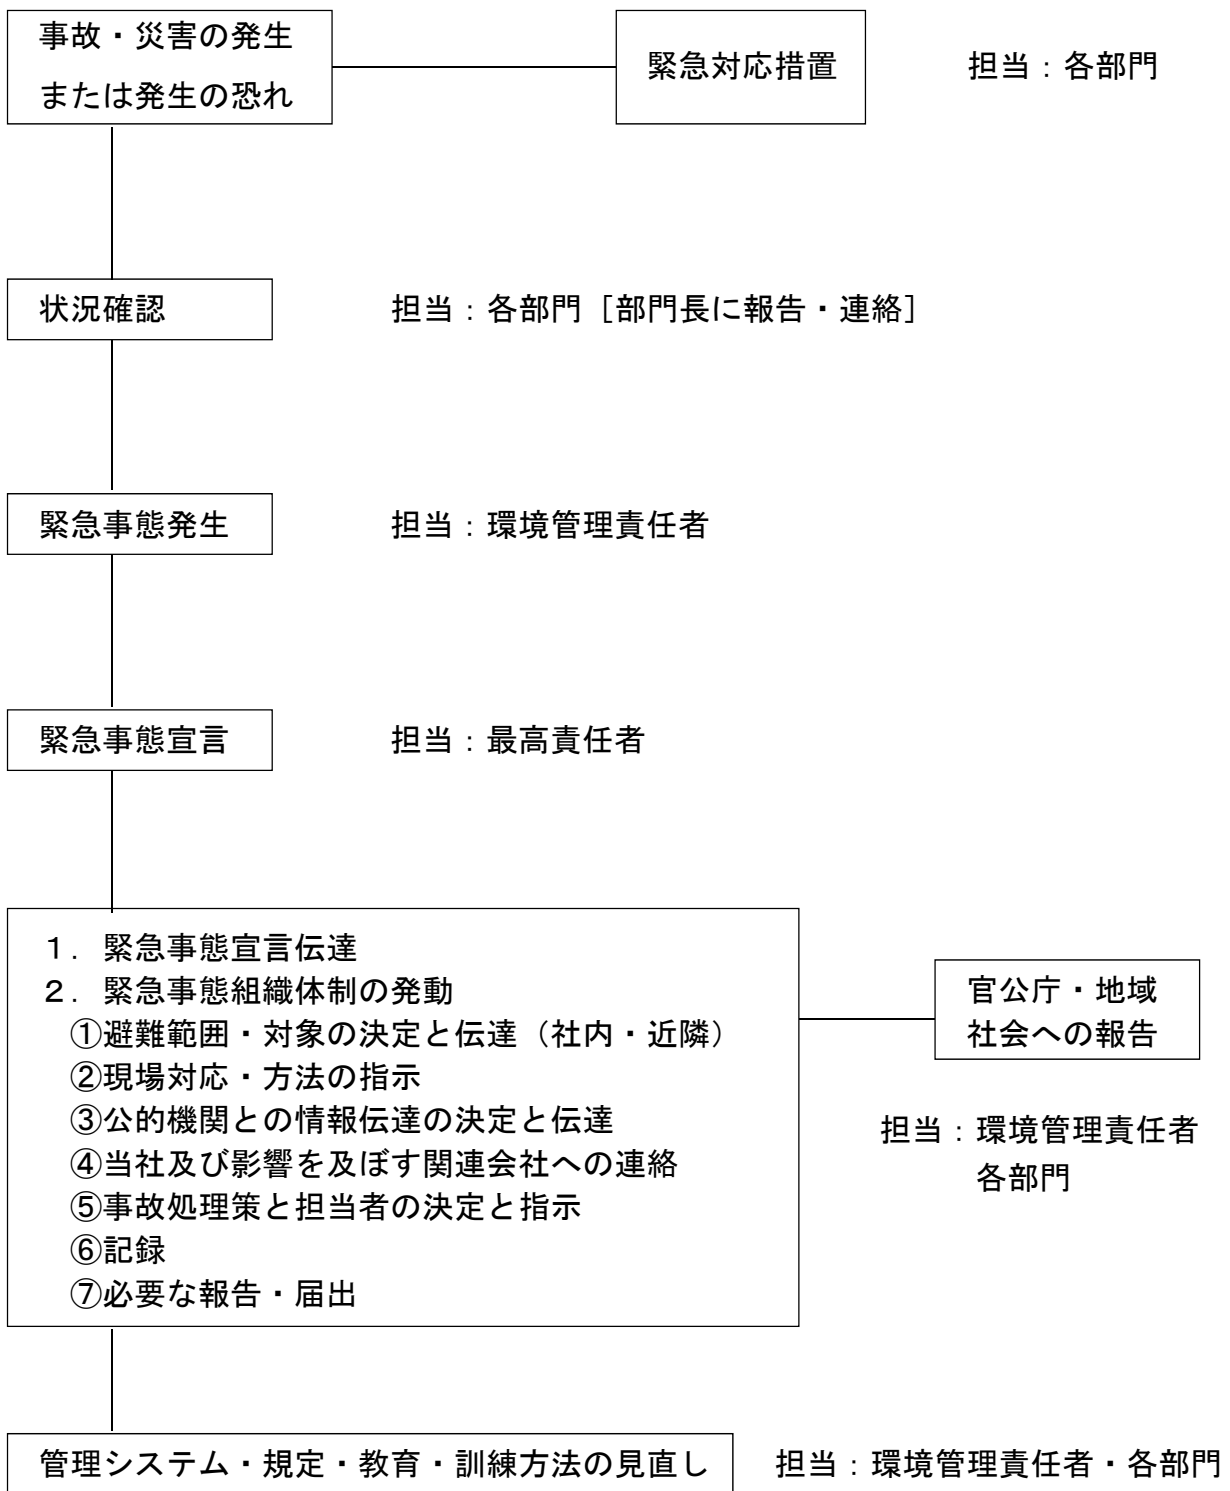 事故・災害の発生
または発生の恐れ
緊急対応措置
担当：各部門
状況確認
担当：各部門［部門長に報告・連絡］
緊急事態発生
担当：環境管理責任者
緊急事態宣言
担当：最高責任者
１．緊急事態宣言伝達
２．緊急事態組織体制の発動
①避難範囲・対象の決定と伝達（社内・近隣）
②現場対応・方法の指示
③公的機関との情報伝達の決定と伝達
④当社及び影響を及ぼす関連会社への連絡
⑤事故処理策と担当者の決定と指示
⑥記録
⑦必要な報告・届出
官公庁・地域
社会への報告
担当：環境管理責任者
各部門
管理システム・規定・教育・訓練方法の見直し
担当：環境管理責任者・各部門